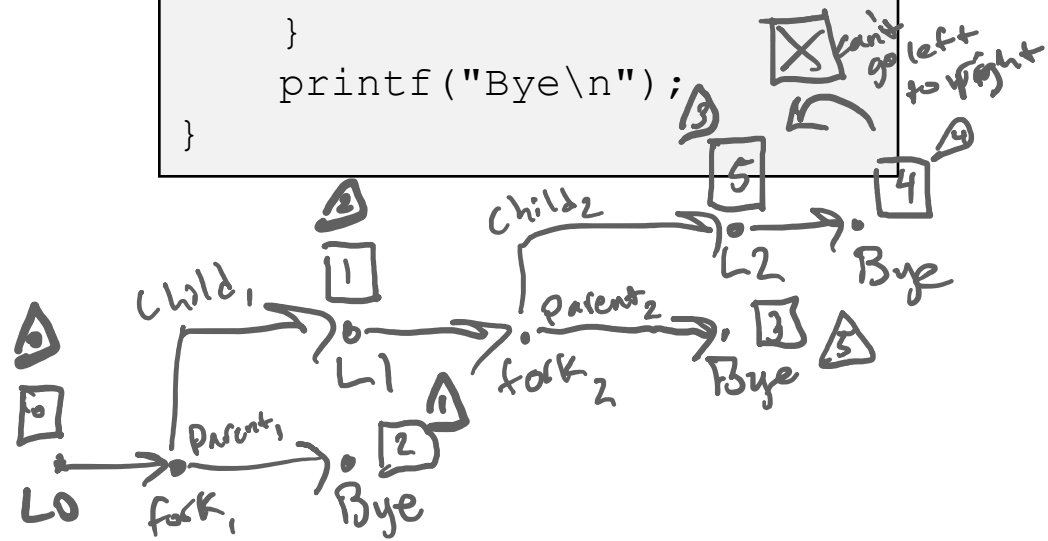 }
printf("Bye\n");
}
can't
go left
to right
3
5
4
4
2
1
Child2
L2
Bye
Child1
parent2
3
5
0
0
L1
fork2
Bye
1
parent1
2
L0
fork1
Bye